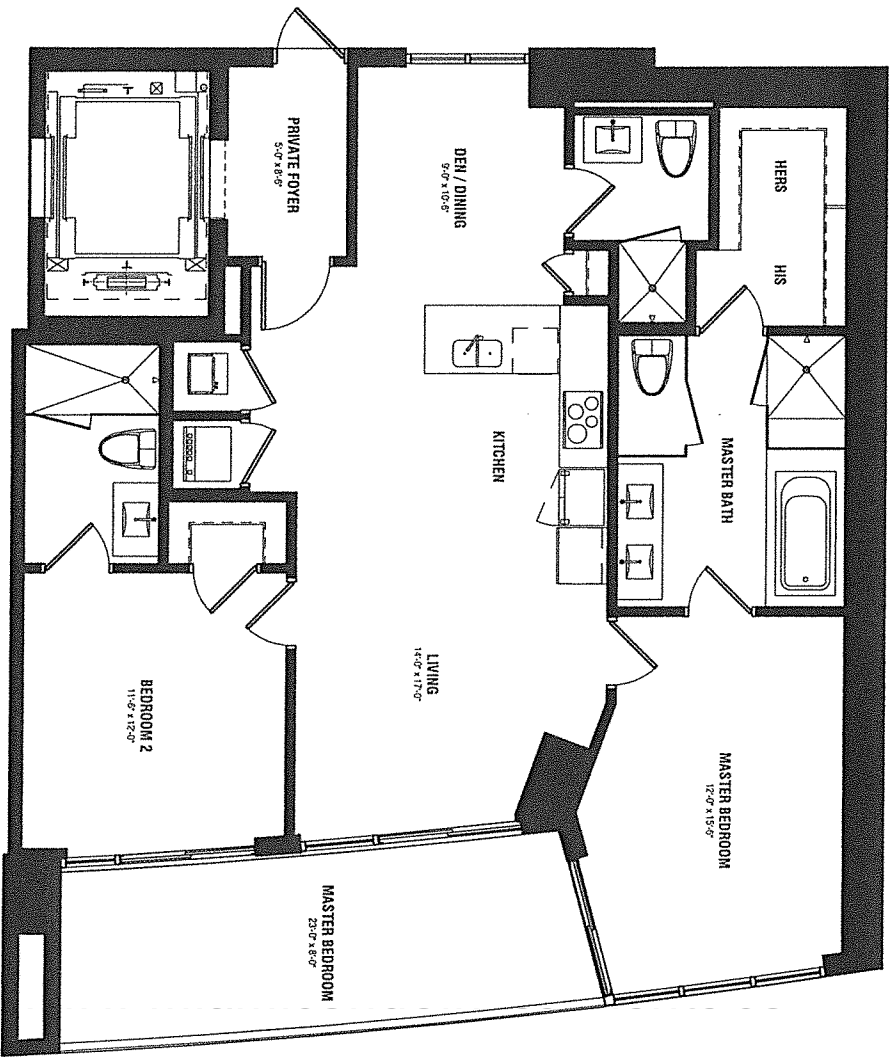 HERS
HIS
PRIVATE FOYER
5'-0" x 8'-6"
DEN / DINING
9'-0" x 10'-6"
KITCHEN
MASTER BATH
LIVING
14'-0" x 17'-0"
BEDROOM 2
11'-6" x 12'-0"
MASTER BEDROOM
12'-0" x 15'-6"
MASTER BEDROOM
23'-0" x 8'-0"